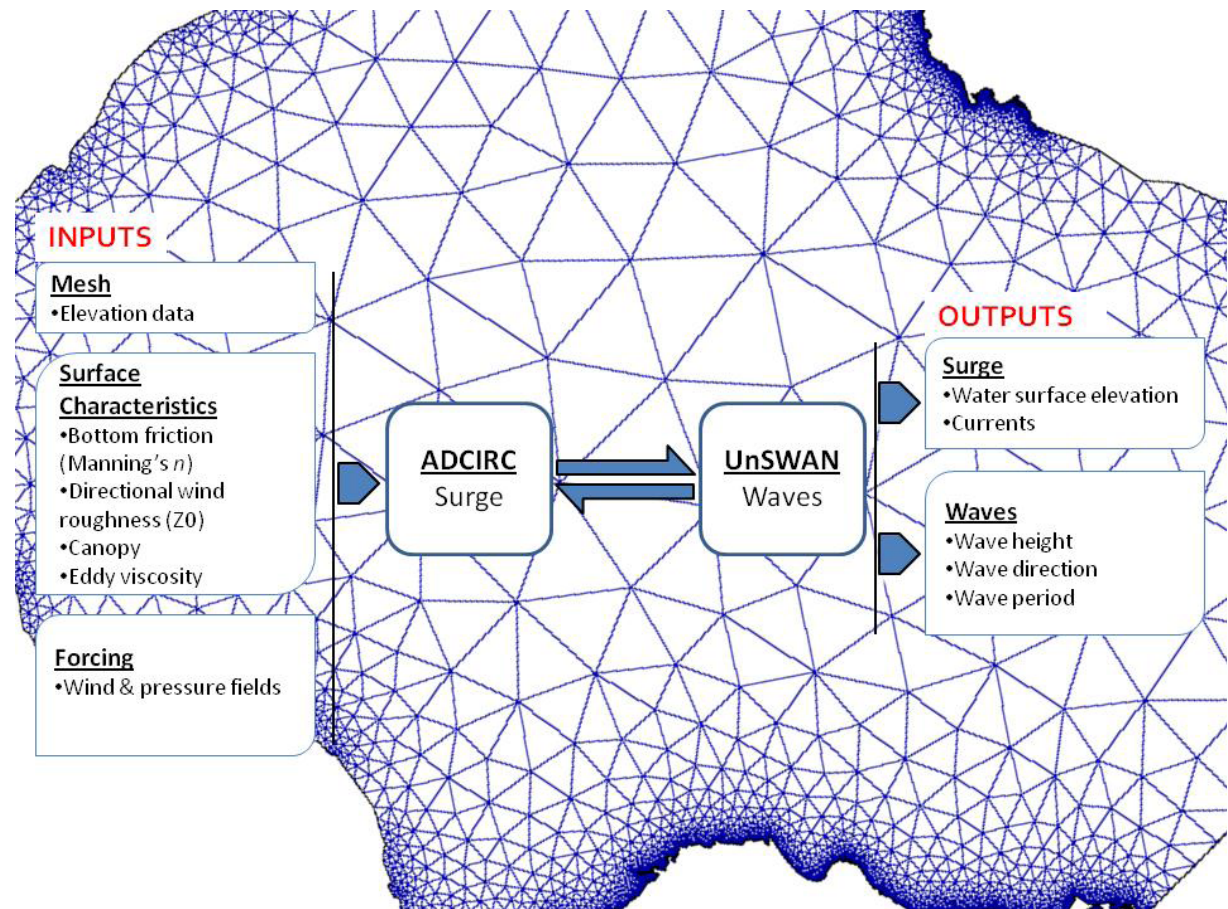 INPUTS
Mesh
•Elevation data
Surface
Characteristics
•Bottom friction
(Manning's n)
•Directional wind
roughness (Z0)
•Canopy
•Eddy viscosity
Forcing
•Wind & pressure fields
ADCIRC
Surge
UnSWAN
Waves
OUTPUTS
Surge
•Water surface elevation
•Currents
Waves
•Wave height
•Wave direction
•Wave period